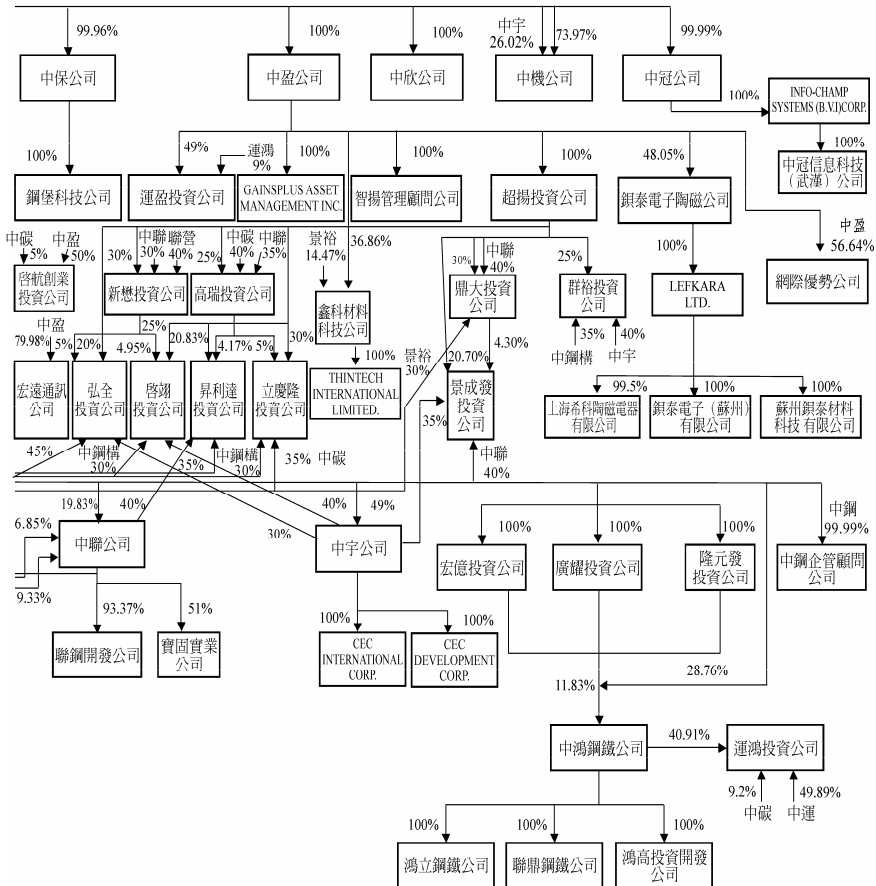 99.96%
100%
100%
中宇
26.02%
73.97%
99.99%
中保公司
中盈公司
中欣公司
中機公司
中冠公司
100%
INFO-CHAMP
SYSTEMS (B.V.I)CORP.
100%
中冠信息科技
（武漢）公司
100%
49%
運鴻
9%
100%
100%
100%
48.05%
鋼堡科技公司
運盈投資公司
GAINSPLUS ASSET
MANAGEMENT INC.
智揚管理顧問公司
超揚投資公司
鋇泰電子陶磁公司
中盈
56.64%
網際優勢公司
中碳
5%
中盈
50%
啓航創業
投資公司
30%
中聯
30%
聯營
40%
25%
中碳
40%
中聯
35%
景裕
14.47%
36.86%
30%
中聯
40%
25%
100%
新懋投資公司
高瑞投資公司
鑫科材料
科技公司
鼎大投資
公司
群裕投資
公司
LEFKARA
LTD.
中盈
79.98%
5%
20%
25%
4.95%
20.83%
4.17%
5%
30%
100%
景裕
30%
20.70%
4.30%
35%
中鋼構
40%
中宇
宏遠通訊
公司
弘全
投資公司
啓翊
投資公司
昇利達
投資公司
立慶隆
投資公司
THINTECH
INTERNATIONAL
LIMITED.
35%
景成發
投資
公司
99.5%
100%
100%
上海希科陶磁電器
有限公司
鋇泰電子（蘇州）
有限公司
蘇州鋇泰材料
科技有限公司
45%
中鋼構
30%
35%
中鋼構
30%
35%
中碳
中聯
40%
19.83%
40%
30%
40%
49%
6.85%
9.33%
中聯公司
中宇公司
100%
100%
100%
中鋼
99.99%
宏億投資公司
廣耀投資公司
隆元發
投資公司
中鋼企管顧問
公司
93.37%
51%
聯鋼開發公司
寶固實業
公司
100%
100%
CEC
INTERNATIONAL
CORP.
CEC
DEVELOPMENT
CORP.
11.83%
28.76%
中鴻鋼鐵公司
40.91%
運鴻投資公司
9.2%
中碳
49.89%
中運
100%
100%
100%
鴻立鋼鐵公司
聯鼎鋼鐵公司
鴻高投資開發
公司